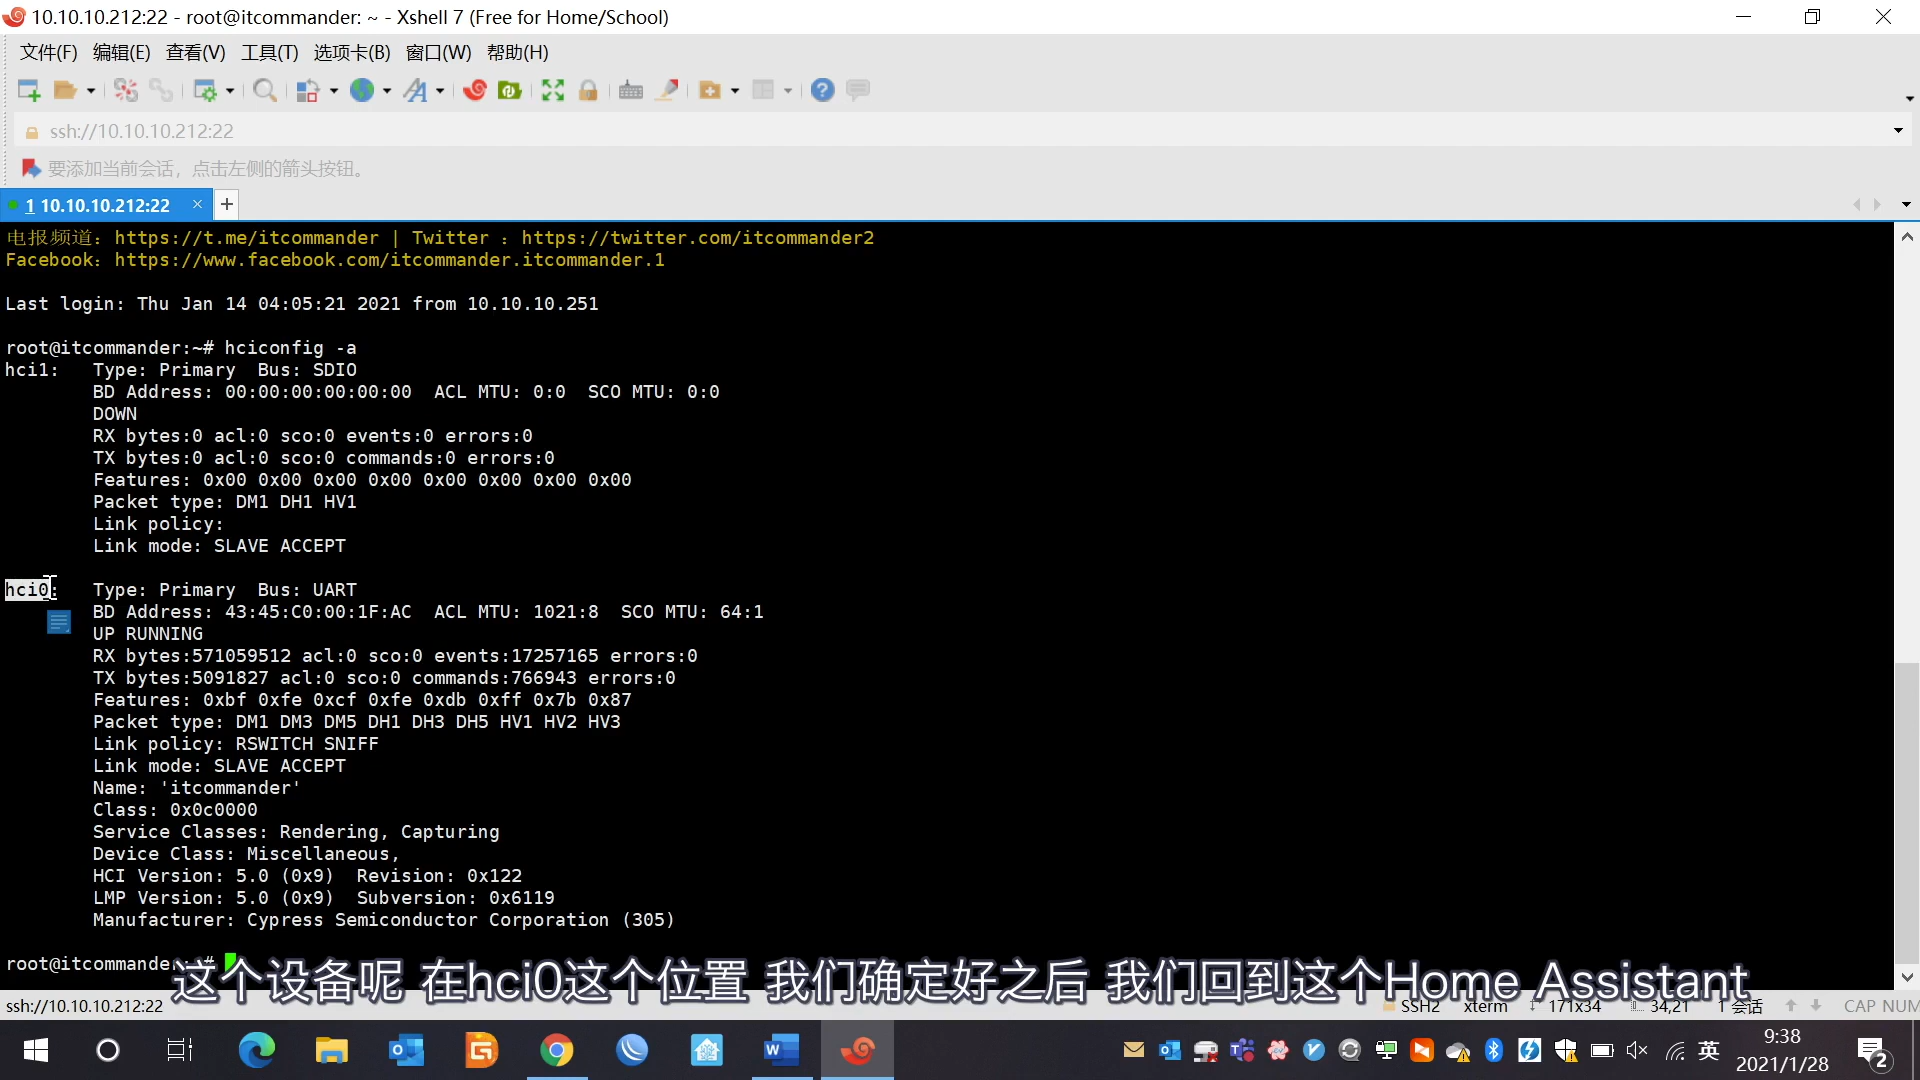 10.10.10.212:22 - root@itcommander: ~ - Xshell 7 (Free for Home/School)
文件(F) 编辑(E) 查看(V) 工具(T) 选项卡(B) 窗口(W) 帮助(H)
ssh://10.10.10.212:22
要添加当前会话，点击左侧的箭头按钮。
1 10.10.10.212:22 × +
电报频道：https://t.me/itcommander | Twitter ：https://twitter.com/itcommander2
Facebook：https://www.facebook.com/itcommander.itcommander.1
Last login: Thu Jan 14 04:05:21 2021 from 10.10.10.251
root@itcommander:~# hciconfig -a
hci1: Type: Primary Bus: SDIO
BD Address: 00:00:00:00:00:00 ACL MTU: 0:0 SCO MTU: 0:0
DOWN
RX bytes:0 acl:0 sco:0 events:0 errors:0
TX bytes:0 acl:0 sco:0 commands:0 errors:0
Features: 0x00 0x00 0x00 0x00 0x00 0x00 0x00 0x00
Packet type: DM1 DH1 HV1
Link policy:
Link mode: SLAVE ACCEPT
hci0: Type: Primary Bus: UART
BD Address: 43:45:C0:00:1F:AC ACL MTU: 1021:8 SCO MTU: 64:1
UP RUNNING
RX bytes:571059512 acl:0 sco:0 events:17257165 errors:0
TX bytes:5091827 acl:0 sco:0 commands:766943 errors:0
Features: 0xbf 0xfe 0xcf 0xfe 0xdb 0xff 0x7b 0x87
Packet type: DM1 DM3 DM5 DH1 DH3 DH5 HV1 HV2 HV3
Link policy: RSWITCH SNIFF
Link mode: SLAVE ACCEPT
Name: 'itcommander'
Class: 0x0c0000
Service Classes: Rendering, Capturing
Device Class: Miscellaneous,
HCI Version: 5.0 (0x9) Revision: 0x122
LMP Version: 5.0 (0x9) Subversion: 0x6119
Manufacturer: Cypress Semiconductor Corporation (305)
root@itcommander:~#
这个设备呢 在hci0这个位置 我们确定好之后 我们回到这个Home Assistant
ssh://10.10.10.212:22 SSH2 xterm 171x34 34,21 1 会话 CAP NUM
英
9:38
2021/1/28
2